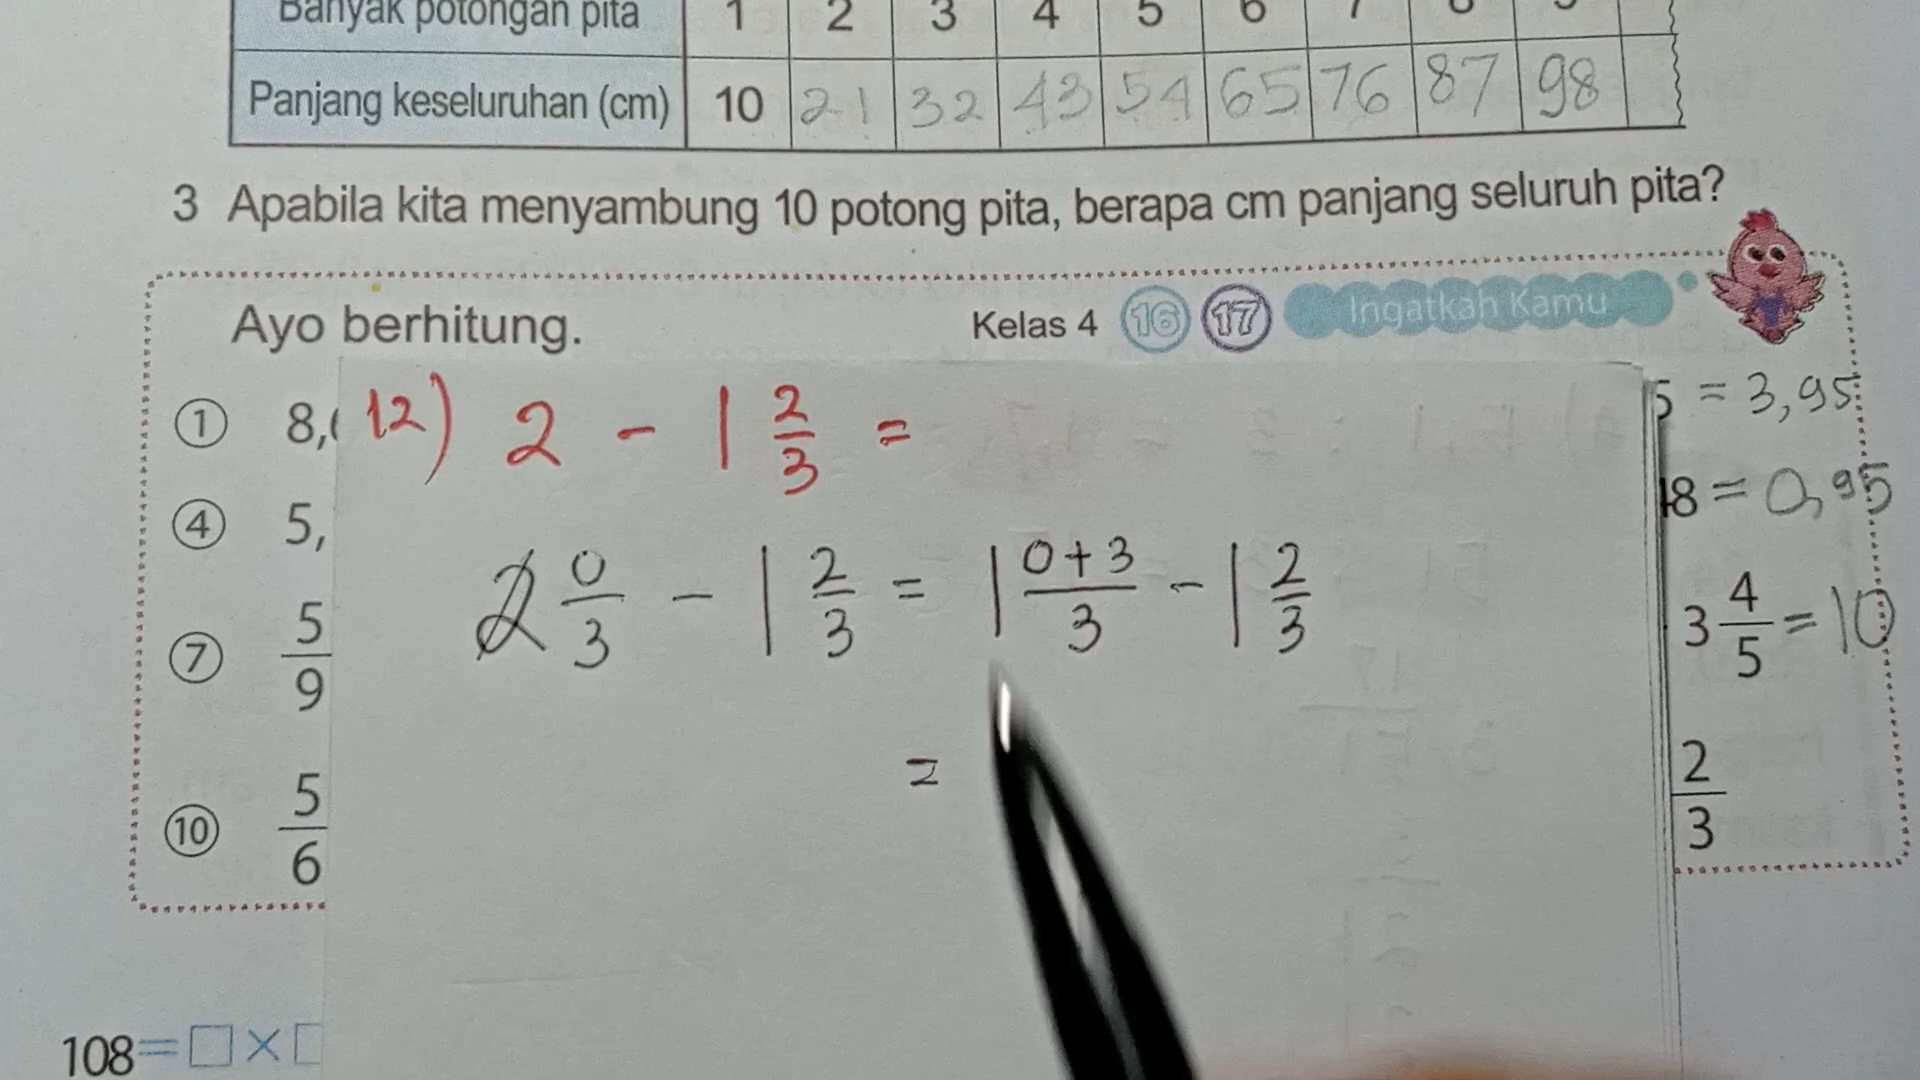 Banyak potongan pita 1 2 3 4 5 6
Panjang keseluruhan (cm) 10 21 32 43 54 65 76 87 98
3 Apabila kita menyambung 10 potong pita, berapa cm panjang seluruh pita?
Ayo berhitung. Kelas 4 16 17 Ingatkah Kamu
① 8, 12) 2 - 1 2/3 = 5 = 3,95
④ 5, 8 = 0,95
⑦ 5/9 2 0/3 - 1 2/3 = 1 0+3/3 - 1 2/3 3 4/5 = 10
=
⑩ 5/6 2/3
108 = □ × □